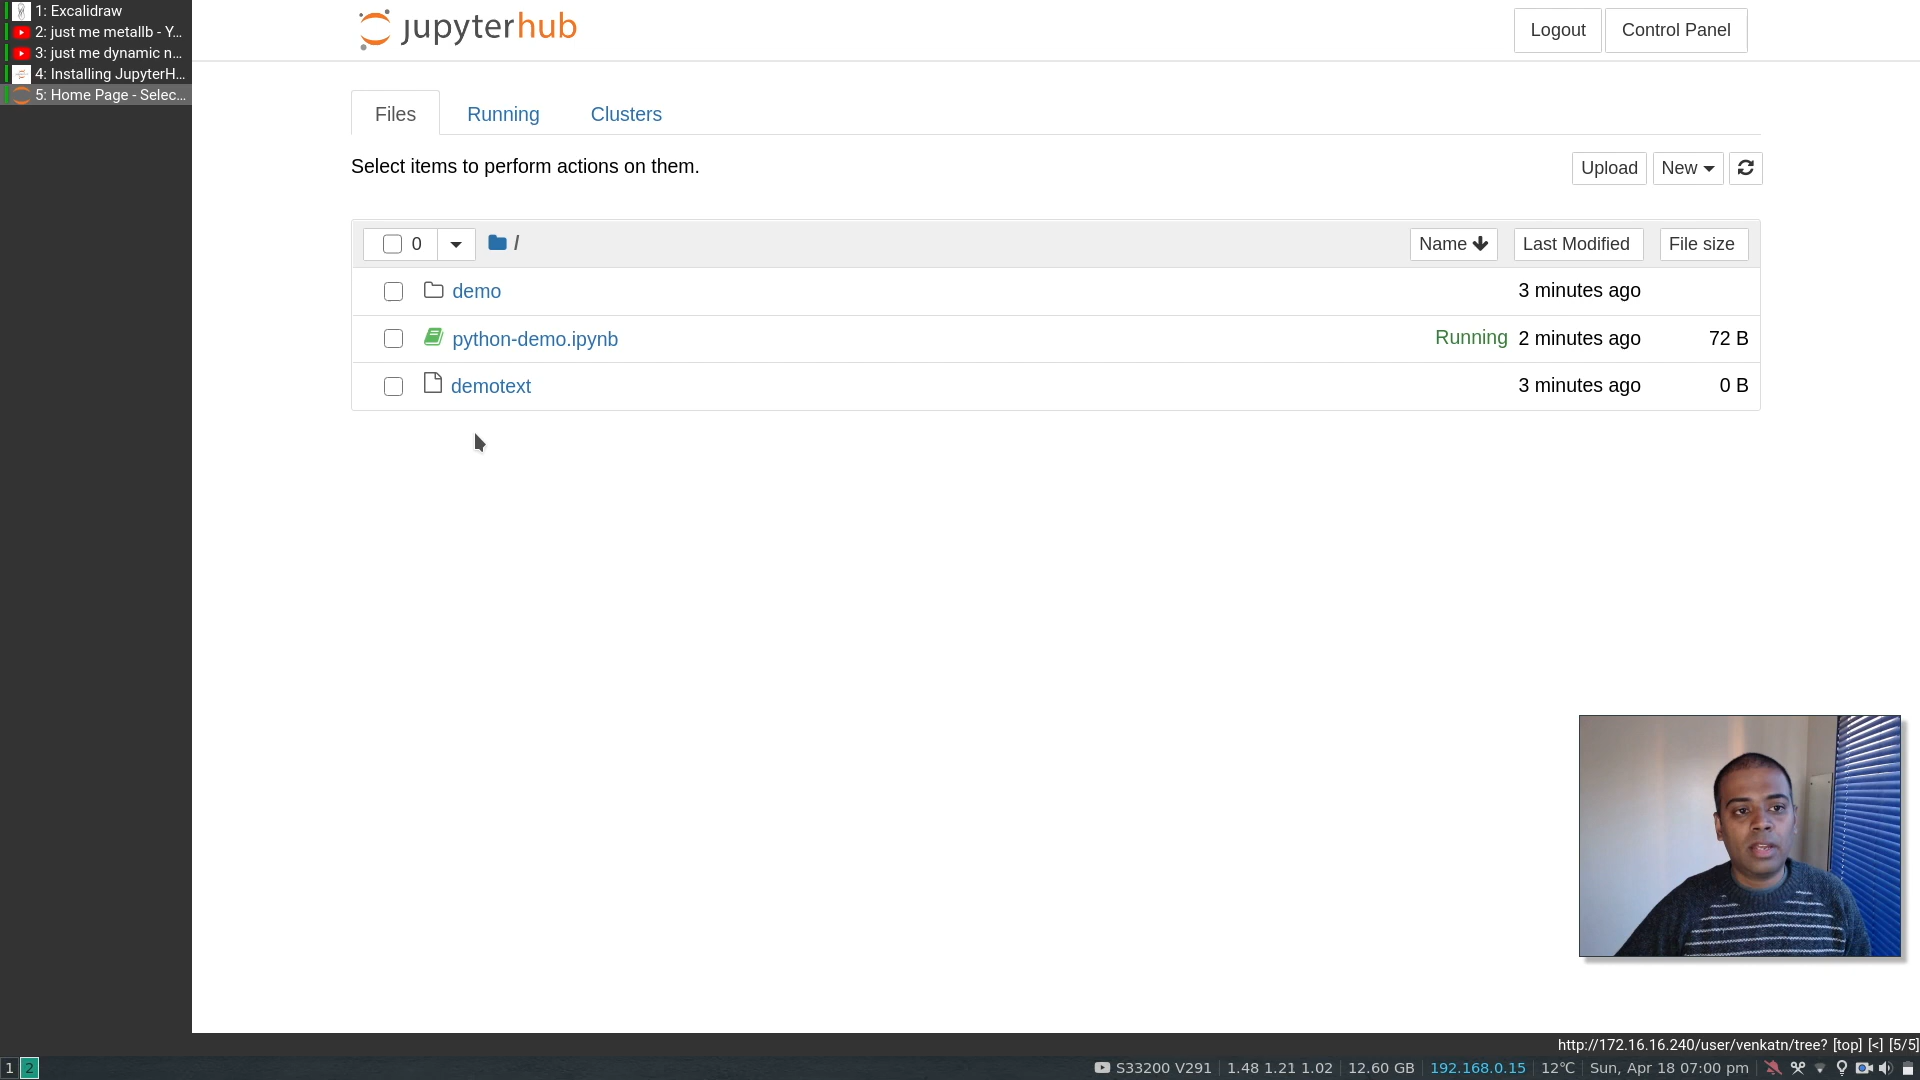 1: Excalidraw
2: just me metallb - Y...
3: just me dynamic n...
4: Installing JupyterH...
5: Home Page - Selec...
jupyterhub
Logout
Control Panel
Files
Running
Clusters
Select items to perform actions on them.
Upload
New
0
/
Name
Last Modified
File size
demo
3 minutes ago
python-demo.ipynb
Running
2 minutes ago
72 B
demotext
3 minutes ago
0 B
http://172.16.16.240/user/venkatn/tree? [top] [<] [5/5]
1
2
S33200 V291
1.48 1.21 1.02
12.60 GB
192.168.0.15
12°C
Sun, Apr 18 07:00 pm